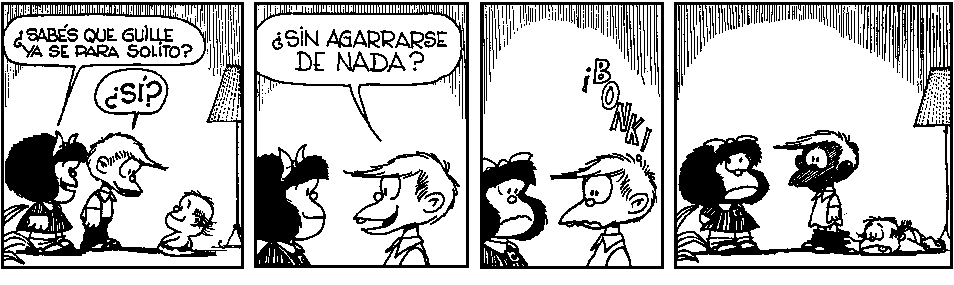 ¿SABÉS QUE GUILLE
YA SE PARA SOLITO?
¿SÍ?
¿SIN AGARRARSE
DE NADA?
¡BONK!